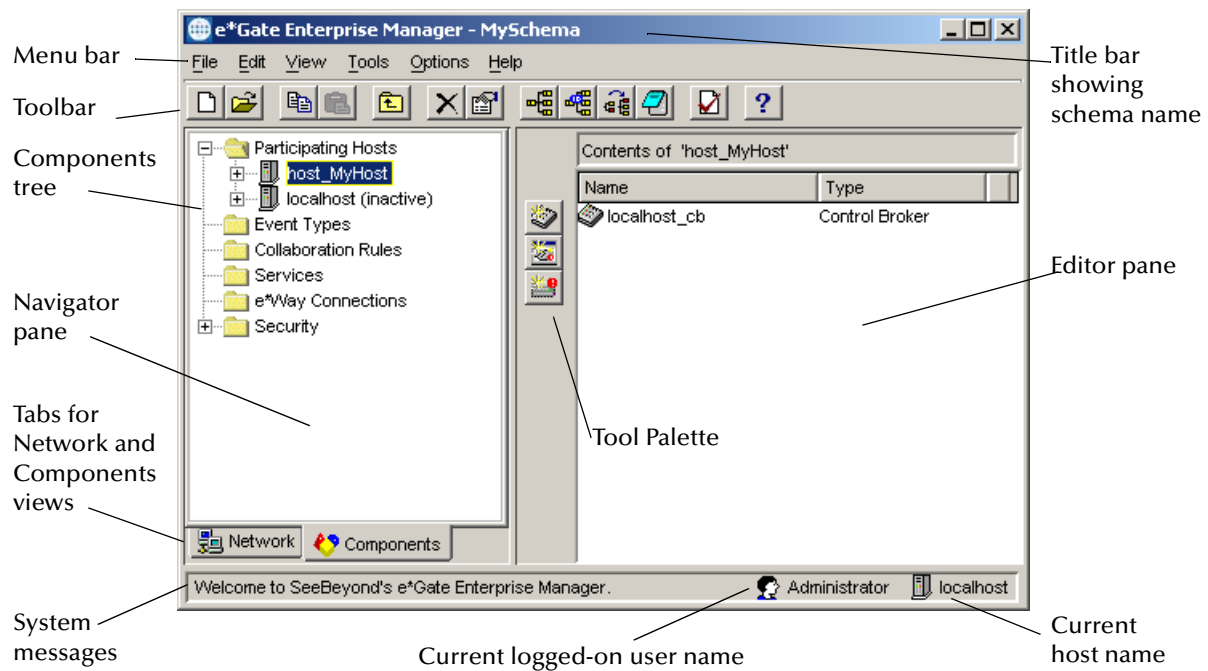 e*Gate Enterprise Manager - MySchema
Menu bar
File Edit View Tools Options Help
Title bar
showing
schema name
Toolbar
?
Components
tree
Participating Hosts
host_MyHost
localhost (inactive)
Event Types
Collaboration Rules
Services
e*Way Connections
Security
Contents of 'host_MyHost'
Name Type
localhost_cb Control Broker
Editor pane
Navigator
pane
Tool Palette
Tabs for
Network and
Components
views
Network Components
Welcome to SeeBeyond's e*Gate Enterprise Manager. Administrator localhost
System
messages
Current logged-on user name
Current
host name